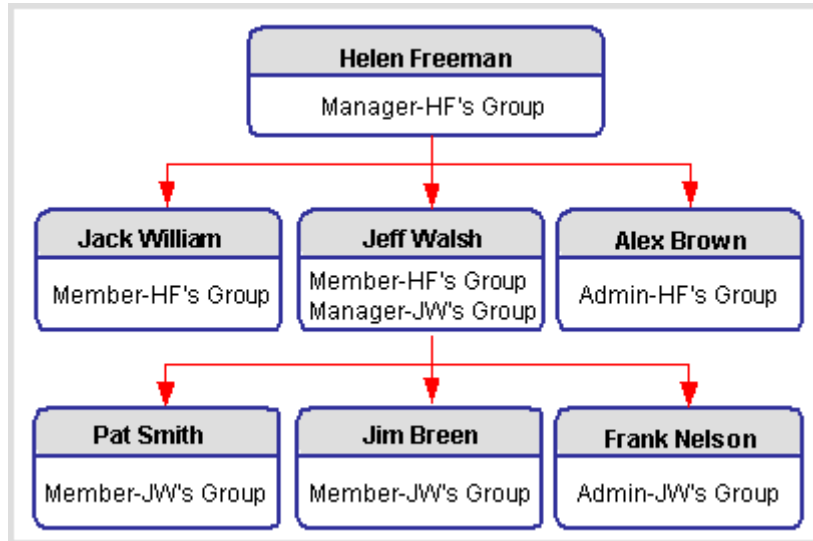 Helen Freeman
Manager-HF's Group
Jack William
Member-HF's Group
Jeff Walsh
Member-HF's Group
Manager-JW's Group
Alex Brown
Admin-HF's Group
Pat Smith
Member-JW's Group
Jim Breen
Member-JW's Group
Frank Nelson
Admin-JW's Group